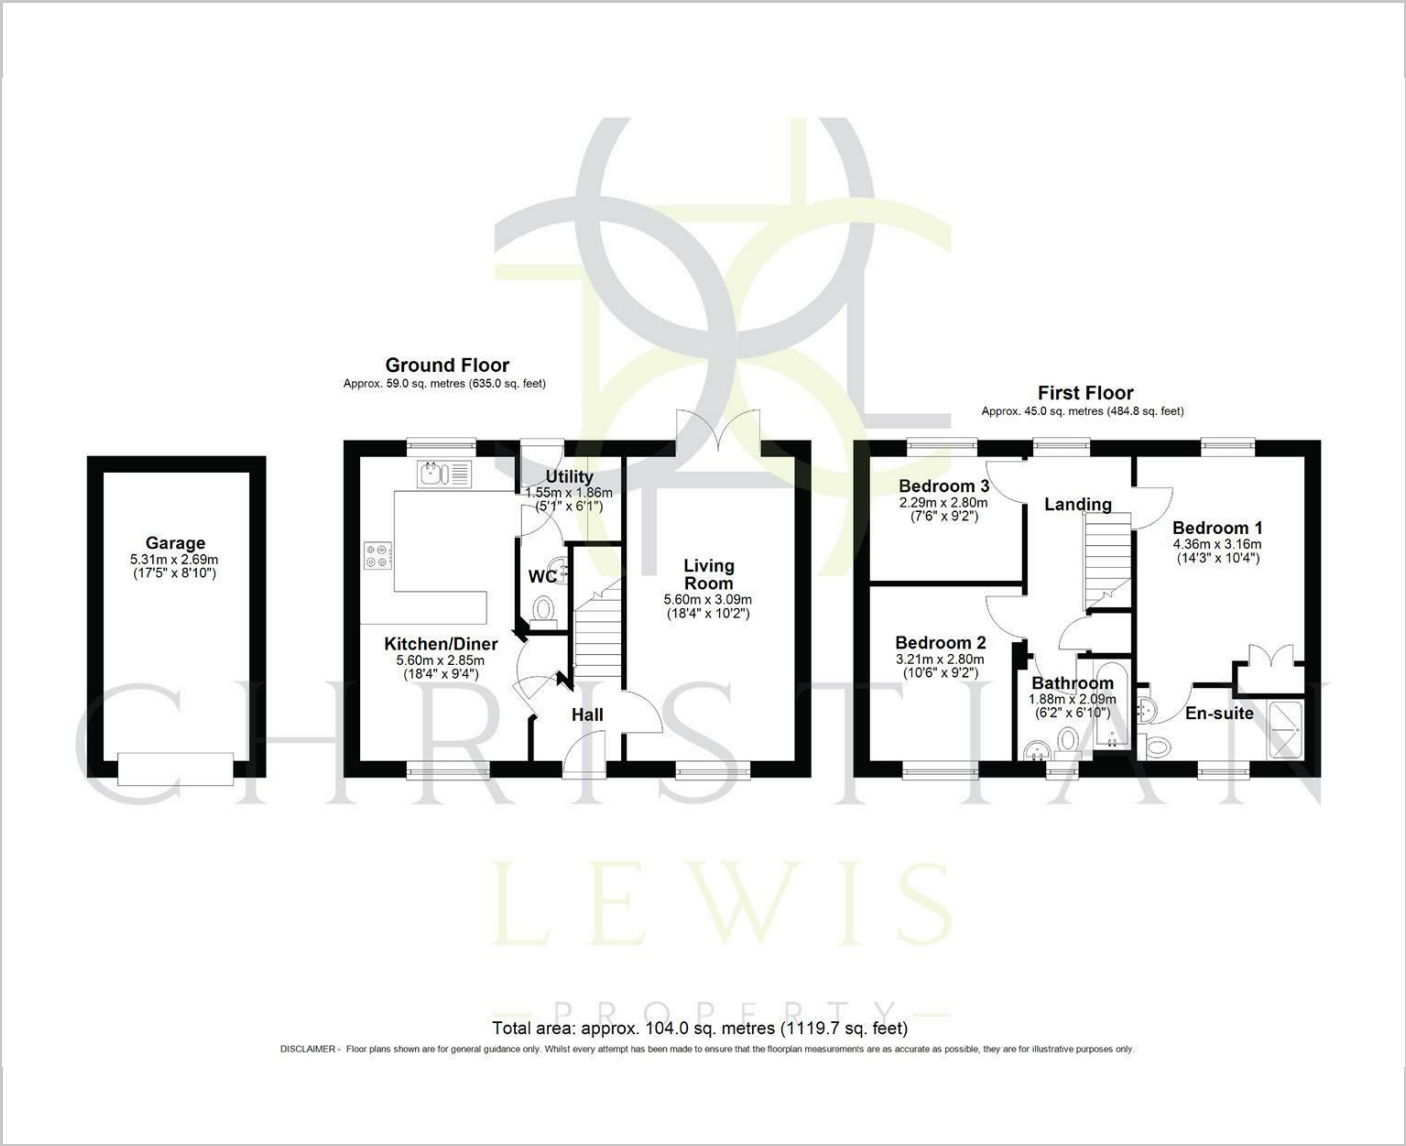 Ground Floor
Approx. 59.0 sq. metres (635.0 sq. feet)
Garage
5.31m x 2.69m
(17'5" x 8'10")
Utility
1.55m x 1.86m
(5'1" x 6'1")
WC
Living
Room
5.60m x 3.09m
(18'4" x 10'2")
Kitchen/Diner
5.60m x 2.85m
(18'4" x 9'4")
Hall
First Floor
Approx. 45.0 sq. metres (484.8 sq. feet)
Bedroom 3
2.29m x 2.80m
(7'6" x 9'2")
Landing
Bedroom 1
4.36m x 3.16m
(14'3" x 10'4")
Bedroom 2
3.21m x 2.80m
(10'6" x 9'2")
Bathroom
1.88m x 2.09m
(6'2" x 6'10")
En-suite
CHRISTIAN
LEWIS
PROPERTY
Total area: approx. 104.0 sq. metres (1119.7 sq. feet)
DISCLAIMER - Floor plans shown are for general guidance only. Whilst every attempt has been made to ensure that the floorplan measurements are as accurate as possible, they are for illustrative purposes only.